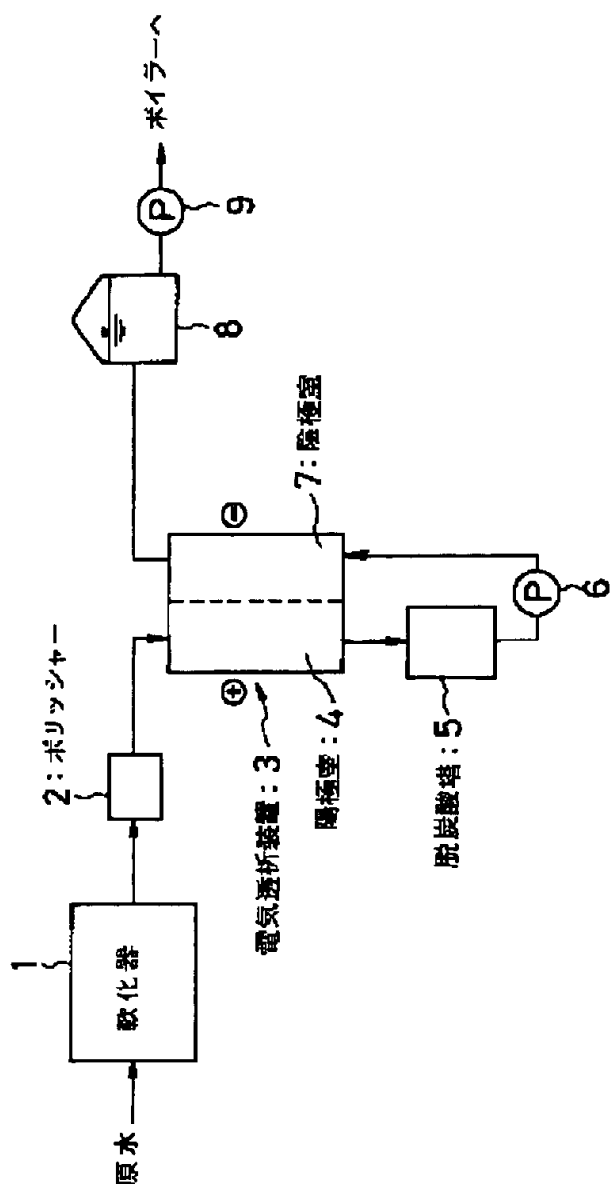 原水
1
軟化器
2：ポリッシャー
電気透析装置：3
⊕
⊖
陽極室：4
7：陰極室
脱炭酸塔：5
P
6
8
P
9
ボイラーへ